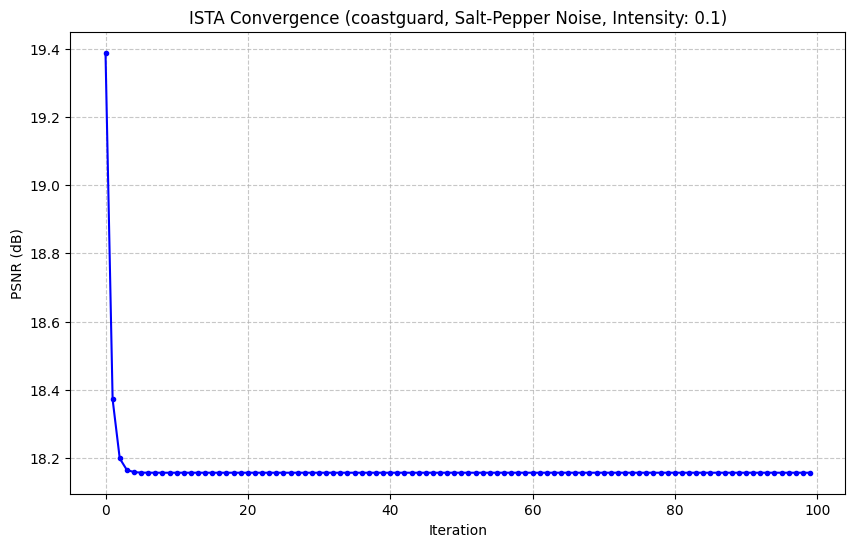 ISTA Convergence (coastguard, Salt-Pepper Noise, Intensity: 0.1)
19.4
19.2
19.0
18.8
18.6
18.4
18.2
PSNR (dB)
0 20 40 60 80 100
Iteration